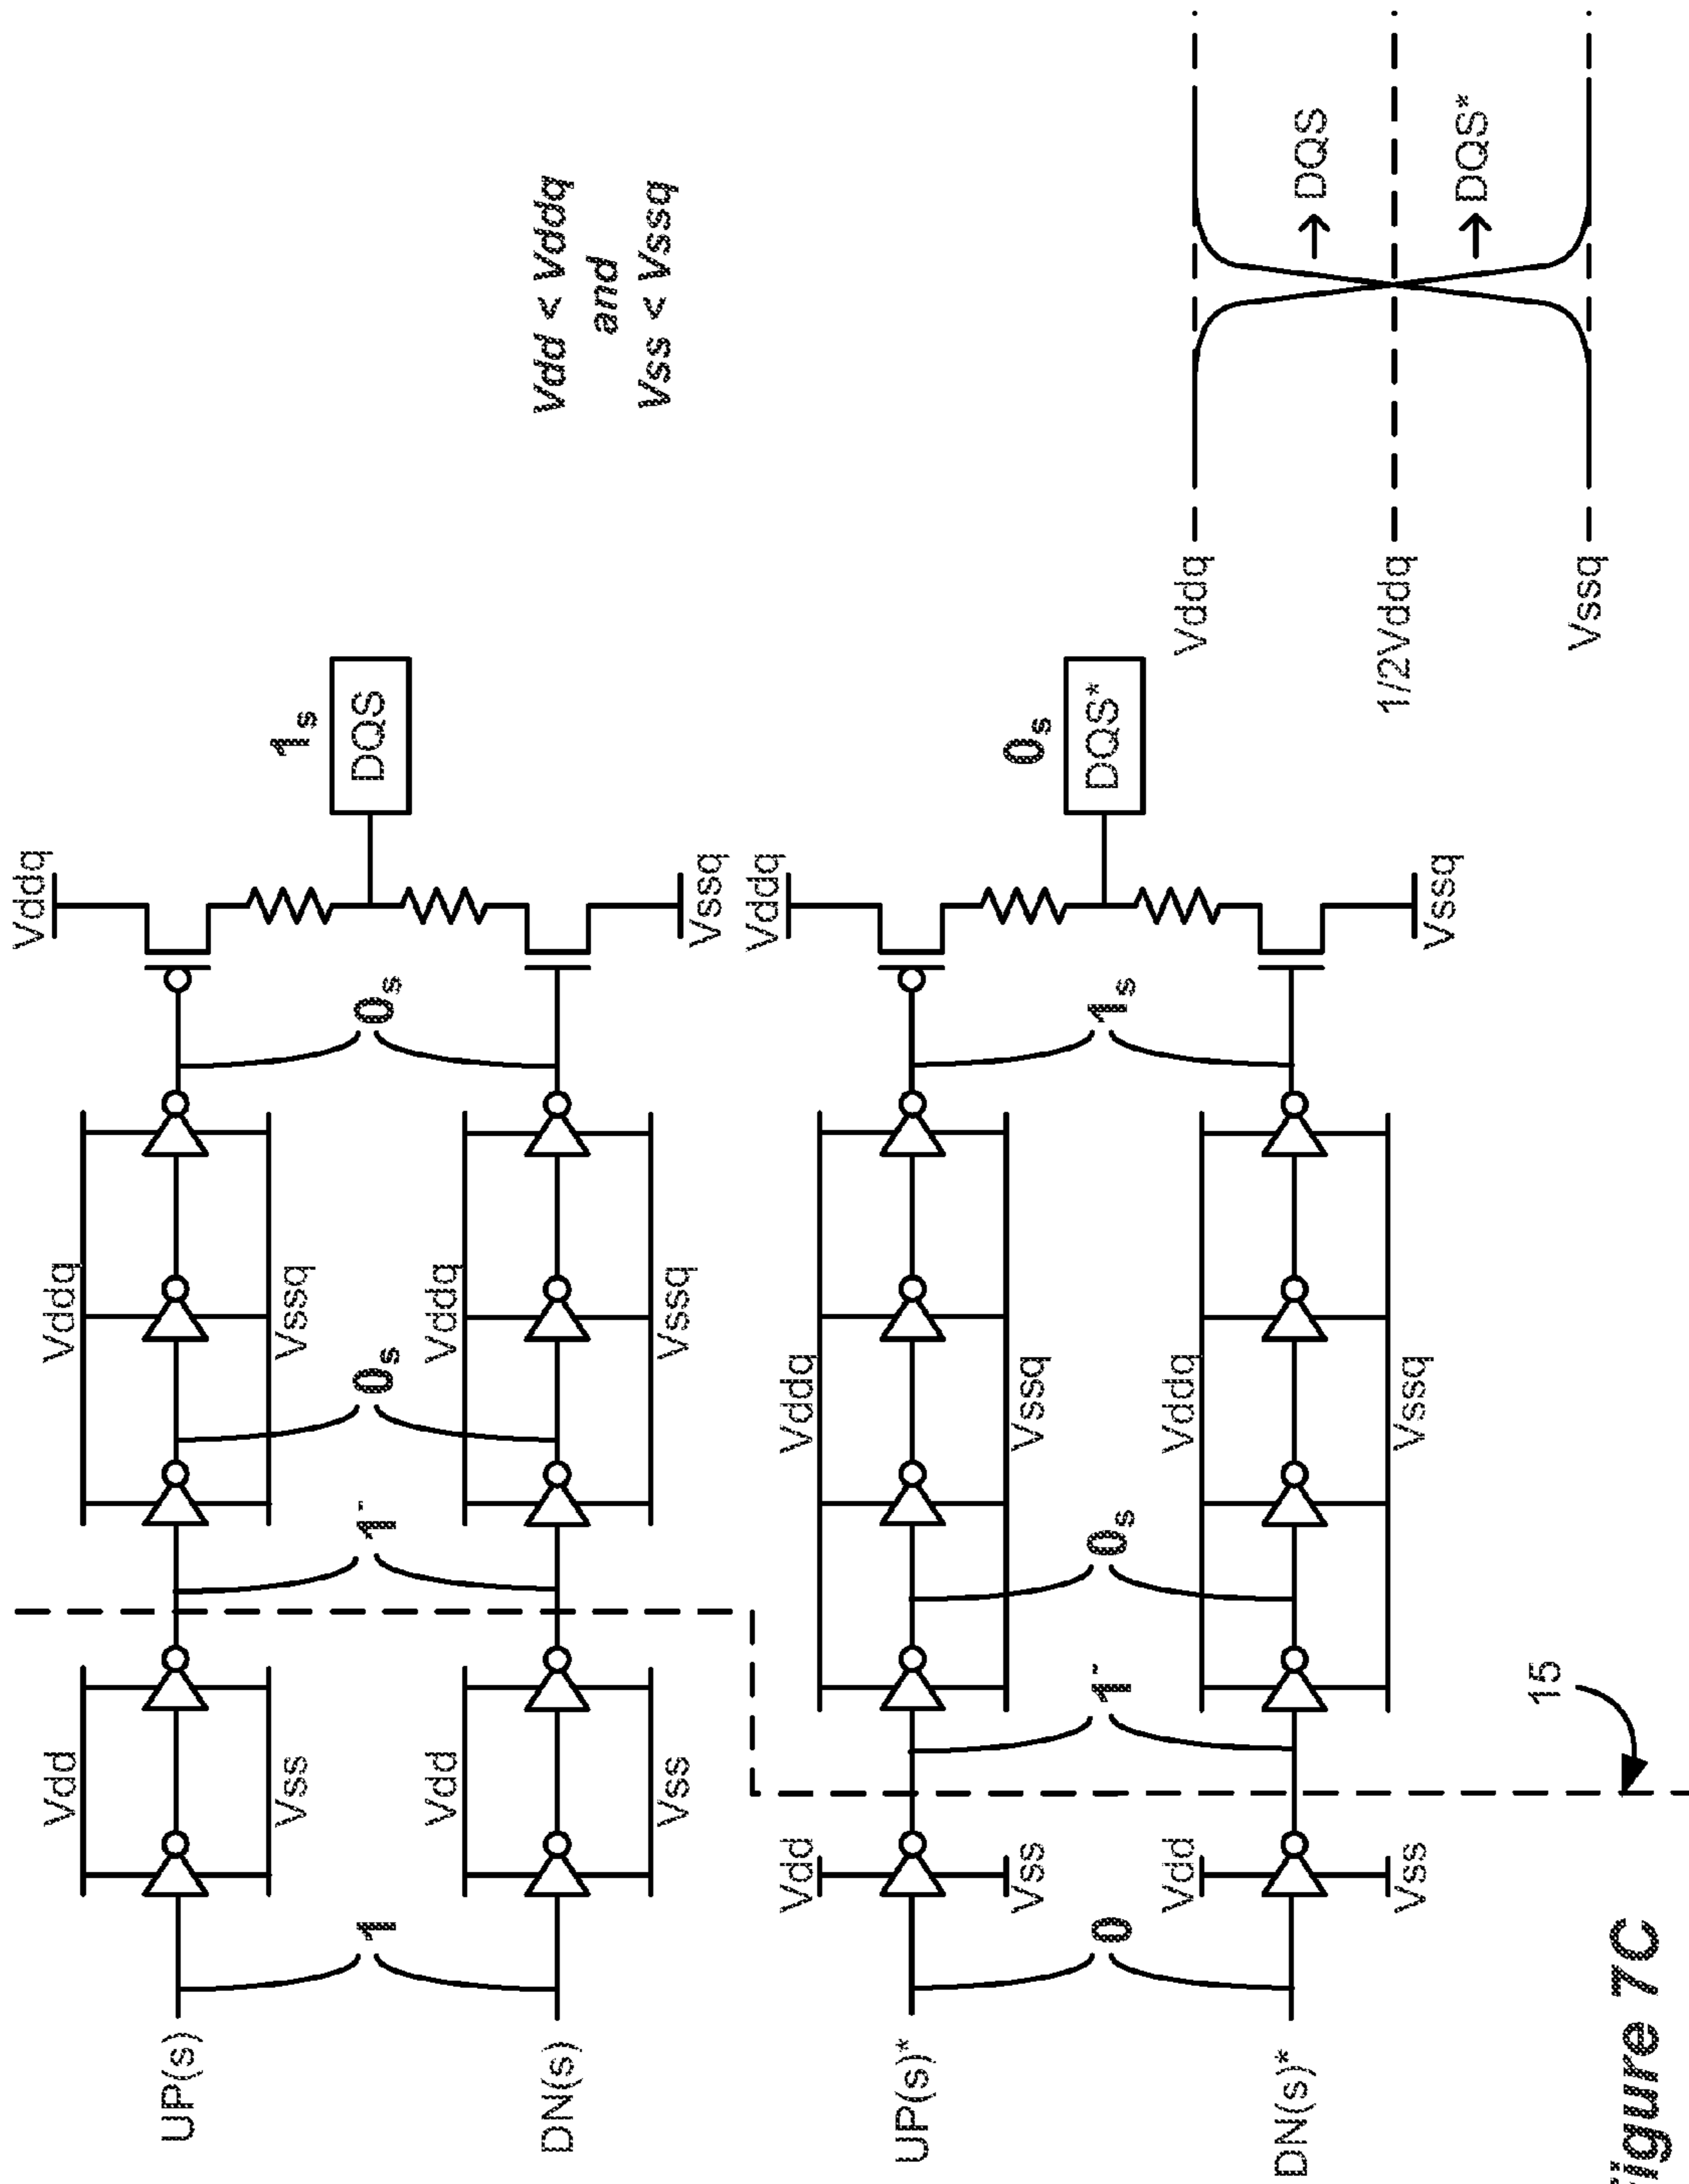 UP(s)
1
Vdd
Vss
1-
Vddq
Vssq
0s
0s
Vddq
1s
DQS
DN(s)
Vdd
Vss
Vddq
Vssq
Vssq
Vdd < Vddq
and
Vss < Vssq
UP(s)*
0
Vdd
Vss
1-
0s
Vddq
Vssq
1s
Vddq
0s
DQS*
DN(s)*
Vdd
Vss
Vddq
Vssq
Vssq
15
Vddq
1/2Vddq
Vssq
DQS
DQS*
Figure 7C